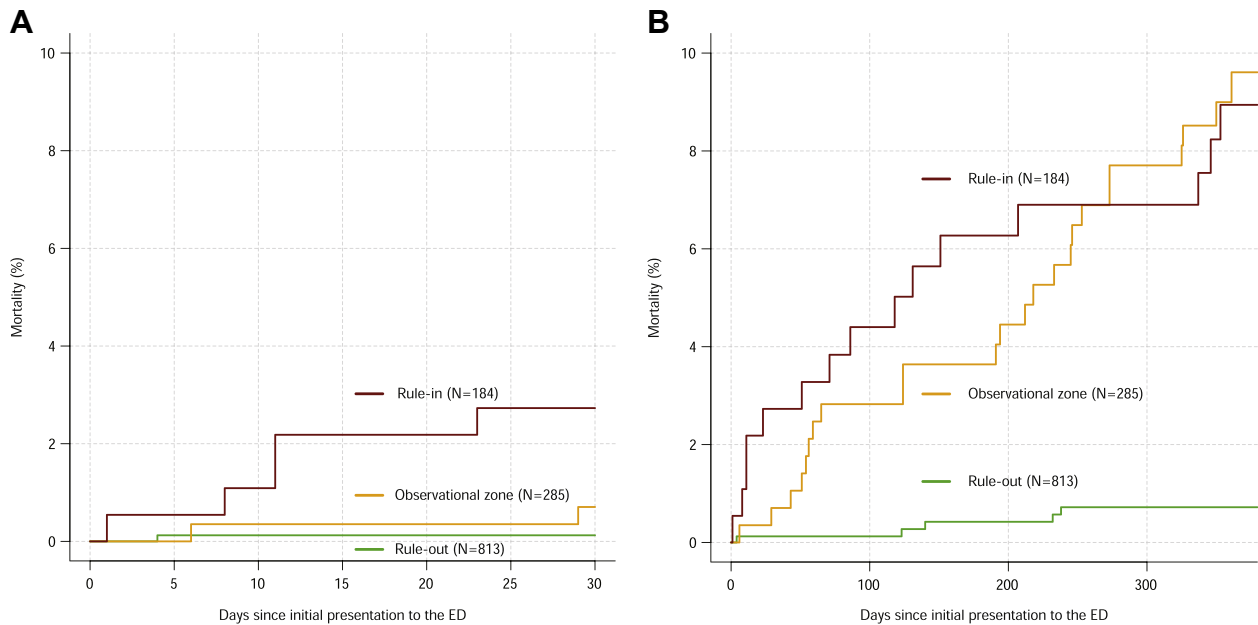 A
10
8
6
4
2
0
Mortality (%)
Rule-in (N=184)
Observational zone (N=285)
Rule-out (N=813)
0 5 10 15 20 25 30
Days since initial presentation to the ED
B
10
8
6
4
2
0
Mortality (%)
Rule-in (N=184)
Observational zone (N=285)
Rule-out (N=813)
0 100 200 300
Days since initial presentation to the ED